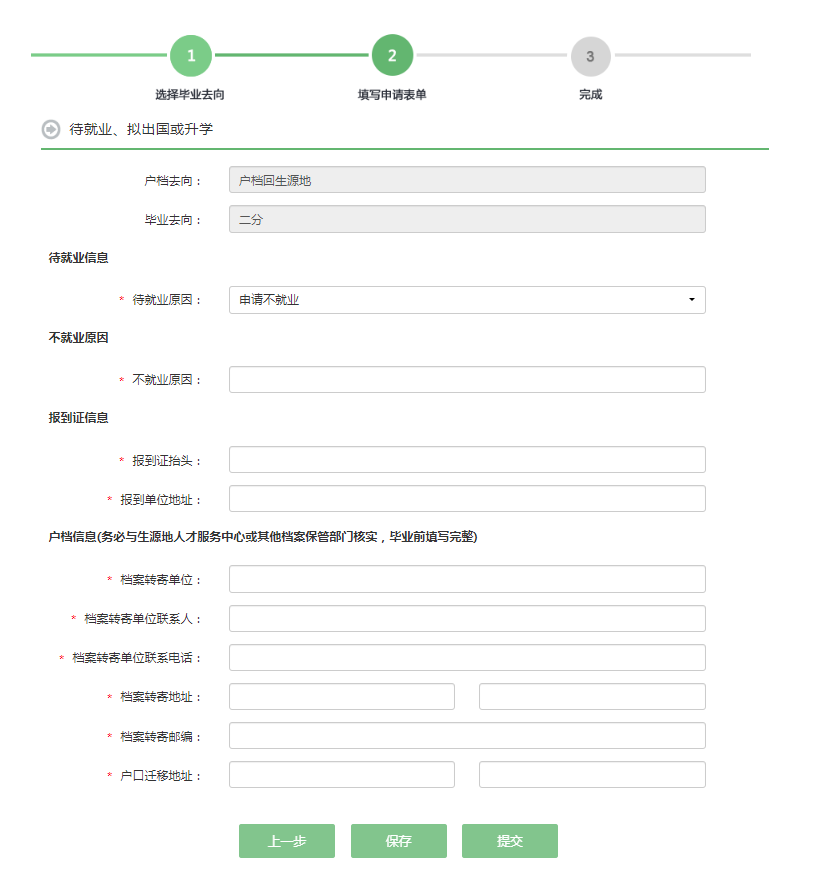 1 2 3
选择毕业去向 填写申请表单 完成
待就业、拟出国或升学
户档去向： 户档回生源地
毕业去向： 二分
待就业信息
* 待就业原因： 申请不就业
不就业原因
* 不就业原因：
报到证信息
* 报到证抬头：
* 报到单位地址：
户档信息(务必与生源地人才服务中心或其他档案保管部门核实，毕业前填写完整)
* 档案转寄单位：
* 档案转寄单位联系人：
* 档案转寄单位联系电话：
* 档案转寄地址：
* 档案转寄邮编：
* 户口迁移地址：
上一步 保存 提交